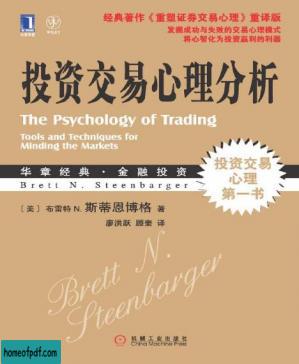 经典著作《重塑证券交易心理》重译版
发掘成功与失败的交易心理模式
将心智化为投资赢利的利器
投资交易心理分析
The Psychology of Trading
Tools and Techniques for
Minding the Markets
华章经典·金融投资
Brett N. Steenbarger
[美] 布雷特N. 斯蒂恩博格 著
廖洪跃 顾奎 译
投资交易
心理
第一书
Brett N.
Steenbarger
homeofpdf.com
机械工业出版社
China Machine Press
homeofpdf.com